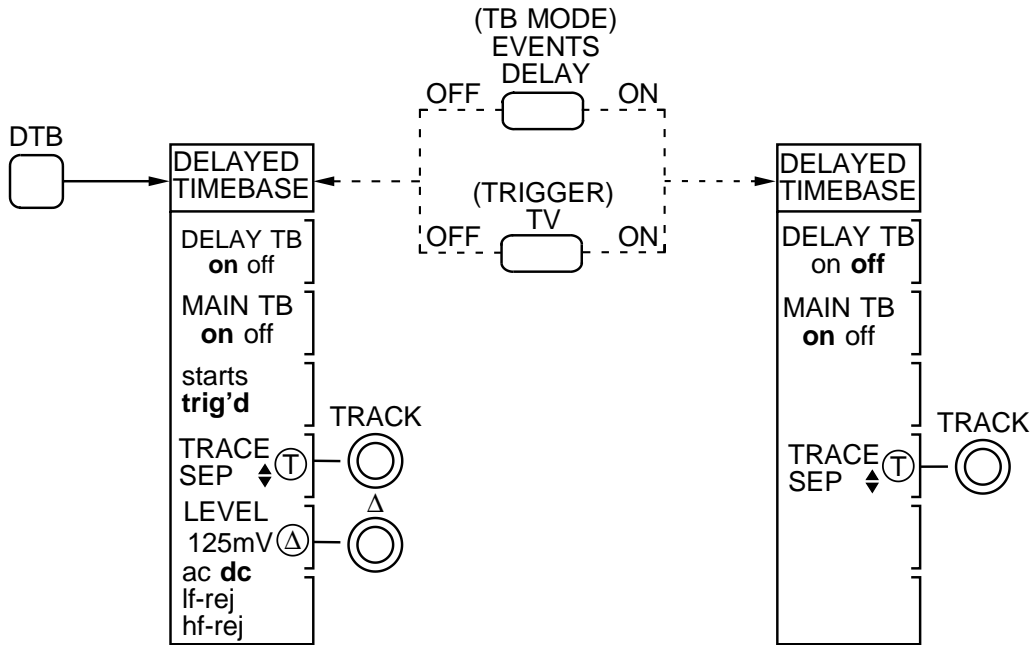 (TB MODE)
EVENTS
DELAY
OFF ON
DTB
DELAYED
TIMEBASE
(TRIGGER)
TV
OFF ON
DELAY TB
on off
MAIN TB
on off
starts
trig’d
TRACE
SEP T
TRACK
LEVEL
125mV Δ
Δ
ac dc
lf-rej
hf-rej
DELAYED
TIMEBASE
DELAY TB
on off
MAIN TB
on off
TRACE
SEP T
TRACK